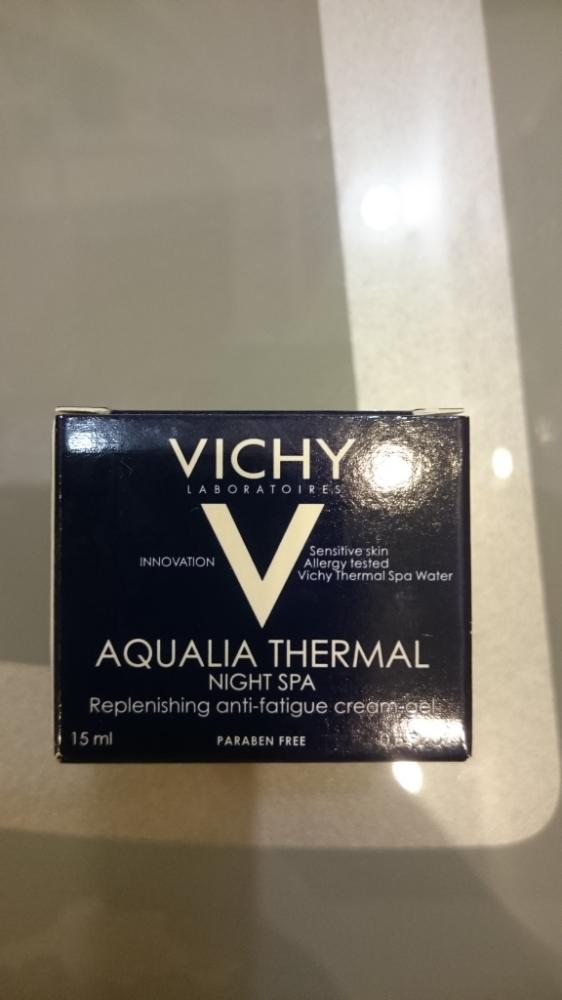 VICHY
LABORATOIRES
V
INNOVATION
Sensitive skin
Allergy tested
Vichy Thermal Spa Water
AQUALIA THERMAL
NIGHT SPA
Replenishing anti-fatigue cream-gel
15 ml
PARABEN FREE